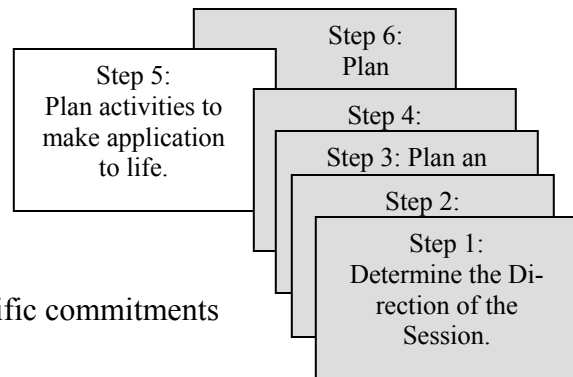 Step 6:
Plan
Step 5:
Plan activities to
make application
to life.
Step 4:
Step 3: Plan an
Step 2:
Step 1:
Determine the Di-
rection of the
Session.
ific commitments